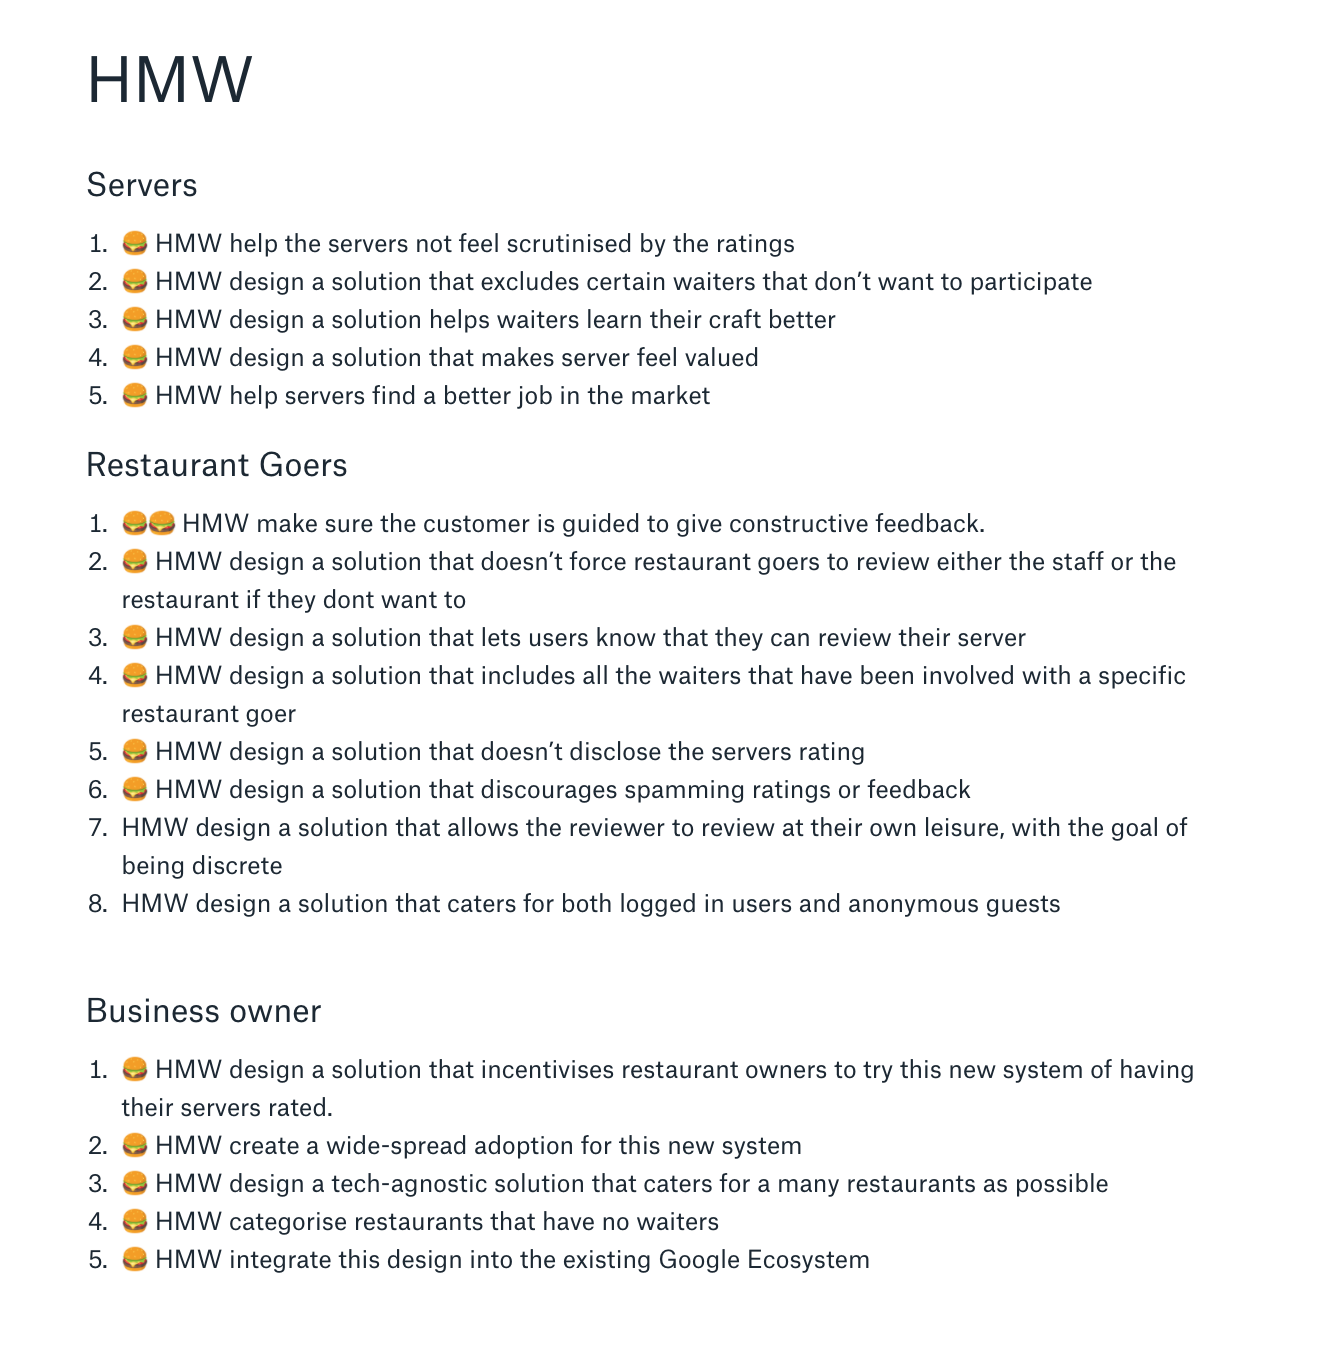 HMW
Servers
1. 🍔 HMW help the servers not feel scrutinised by the ratings
2. 🍔 HMW design a solution that excludes certain waiters that don’t want to participate
3. 🍔 HMW design a solution helps waiters learn their craft better
4. 🍔 HMW design a solution that makes server feel valued
5. 🍔 HMW help servers find a better job in the market
Restaurant Goers
1. 🍔🍔 HMW make sure the customer is guided to give constructive feedback.
2. 🍔 HMW design a solution that doesn’t force restaurant goers to review either the staff or the
restaurant if they dont want to
3. 🍔 HMW design a solution that lets users know that they can review their server
4. 🍔 HMW design a solution that includes all the waiters that have been involved with a specific
restaurant goer
5. 🍔 HMW design a solution that doesn’t disclose the servers rating
6. 🍔 HMW design a solution that discourages spamming ratings or feedback
7. HMW design a solution that allows the reviewer to review at their own leisure, with the goal of
being discrete
8. HMW design a solution that caters for both logged in users and anonymous guests
Business owner
1. 🍔 HMW design a solution that incentivises restaurant owners to try this new system of having
their servers rated.
2. 🍔 HMW create a wide-spread adoption for this new system
3. 🍔 HMW design a tech-agnostic solution that caters for a many restaurants as possible
4. 🍔 HMW categorise restaurants that have no waiters
5. 🍔 HMW integrate this design into the existing Google Ecosystem